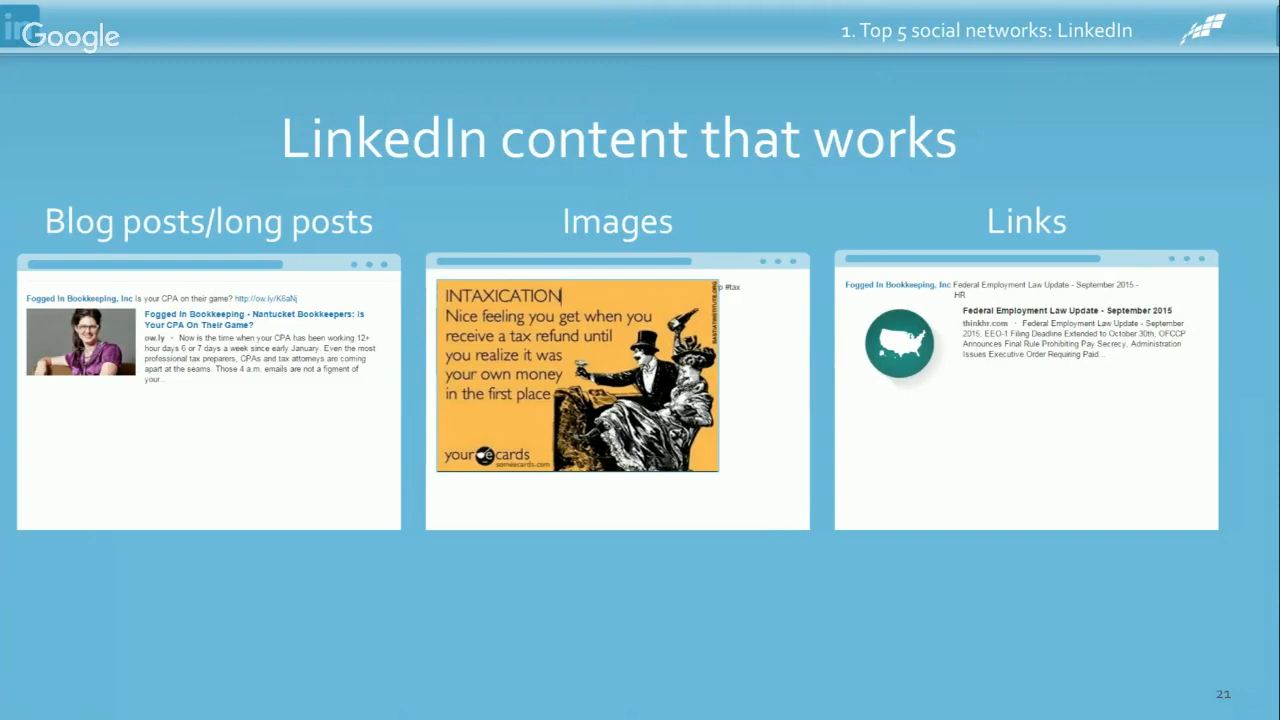 in
Google
1. Top 5 social networks: LinkedIn
LinkedIn content that works
Blog posts/long posts
Images
Links
Fogged In Bookkeeping, Inc Is your CPA on their game? http://ow.ly/K6aNj
Fogged In Bookkeeping - Nantucket Bookkeepers: Is
Your CPA On Their Game?
ow.ly · Now is the time when your CPA has been working 12+
hour days 6 or 7 days a week since early January. Even the most
professional tax preparers, CPAs and tax attorneys are coming
apart at the seams. Those 4 a.m. emails are not a figment of
your...
p #tax
INTAXICATION
Nice feeling you get when you
receive a tax refund until
you realize it was
your own money
in the first place
your e cards
someecards.com
Fogged In Bookkeeping, Inc Federal Employment Law Update - September 2015 -
HR
Federal Employment Law Update - September 2015
thinkhr.com · Federal Employment Law Update - September
2015, EEO-1 Filing Deadline Extended to October 30th, OFCCP
Announces Final Rule Prohibiting Pay Secrecy, Administration
Issues Executive Order Requiring Paid...
21